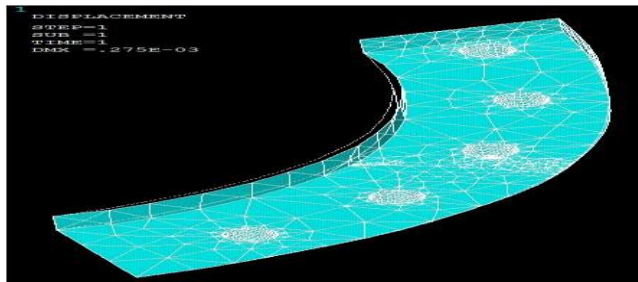 1
DISPLACEMENT
STEP=1
SUB =1
TIME=1
DMX =.275E-03